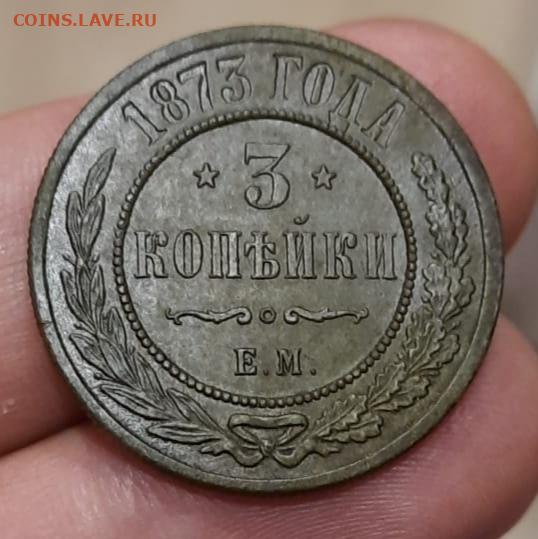 COINS.LAVE.RU
1873 ГОДА
3
КОПѢЙКИ
Е.М.